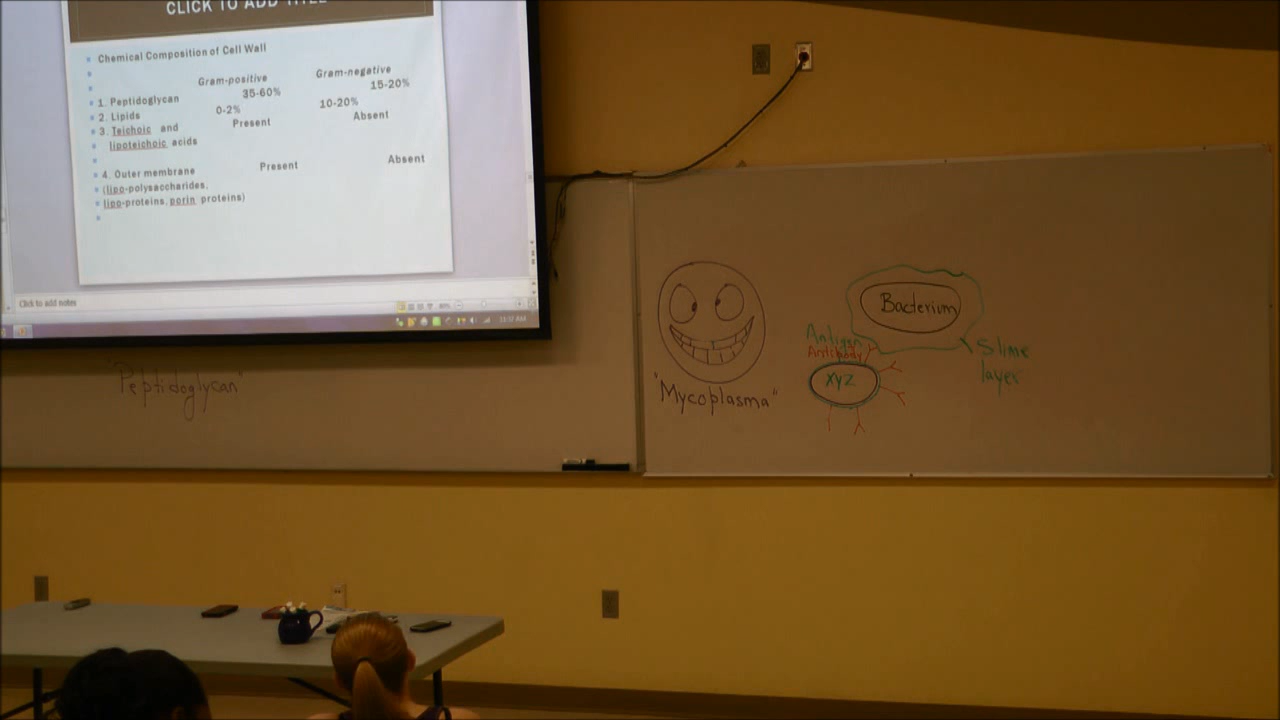 CLICK TO ADD TITLE
Chemical Composition of Cell Wall
Gram-positive Gram-negative
1. Peptidoglycan 35-60% 15-20%
2. Lipids 0-2% 10-20%
3. Teichoic and Present Absent
lipoteichoic acids
4. Outer membrane Present Absent
(lipo-polysaccharides,
lipo-proteins, porin proteins)
Click to add notes
"Peptidoglycan"
"Mycoplasma"
Bacterium
Antigen
Antibody
XYZ
Slime
layer